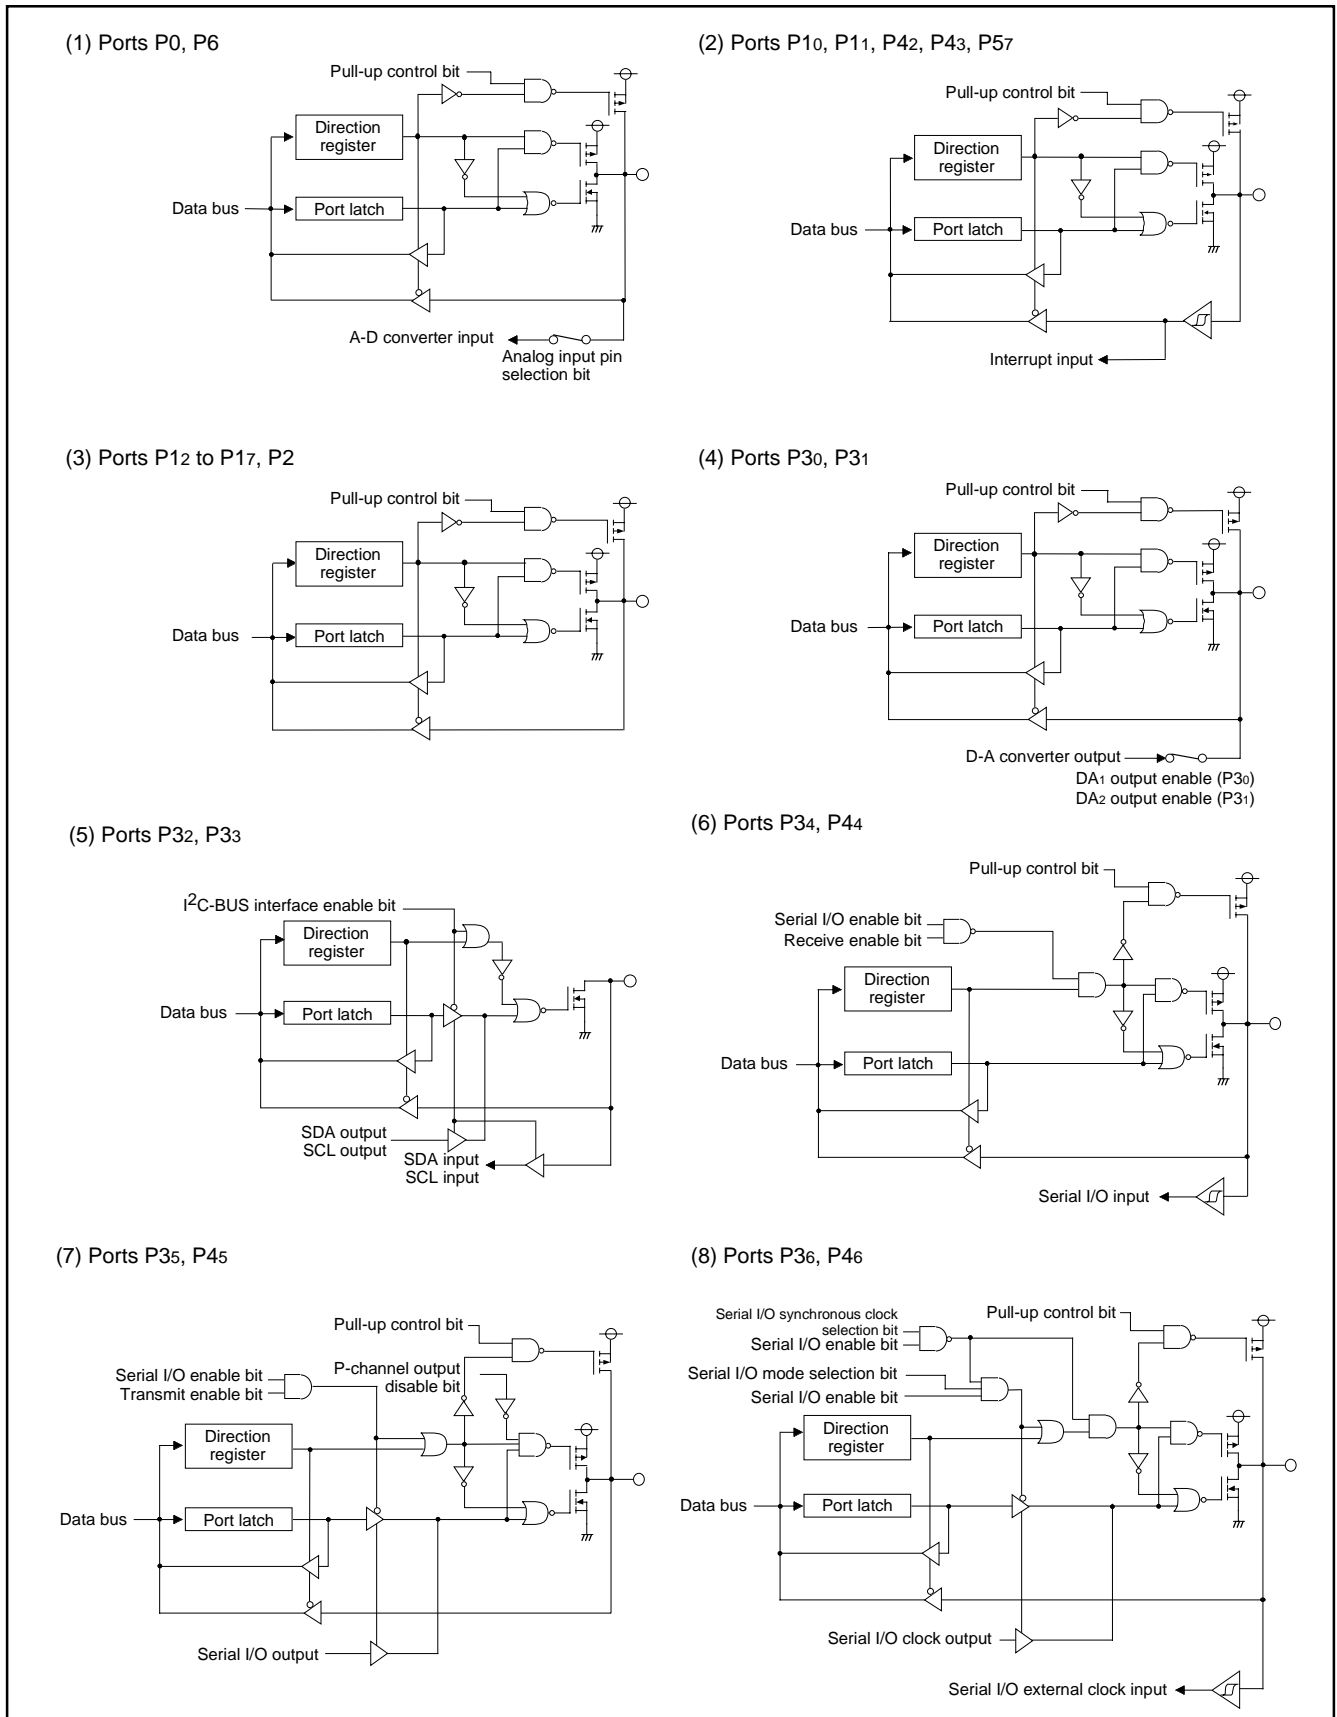 (1) Ports P0, P6
Pull-up control bit
Direction
register
Data bus
Port latch
A-D converter input
Analog input pin
selection bit
(2) Ports P10, P11, P42, P43, P57
Pull-up control bit
Direction
register
Data bus
Port latch
Interrupt input
(3) Ports P12 to P17, P2
Pull-up control bit
Direction
register
Data bus
Port latch
(4) Ports P30, P31
Pull-up control bit
Direction
register
Data bus
Port latch
D-A converter output
DA1 output enable (P30)
DA2 output enable (P31)
(5) Ports P32, P33
I2C-BUS interface enable bit
Direction
register
Data bus
Port latch
SDA output
SCL output
SDA input
SCL input
(6) Ports P34, P44
Pull-up control bit
Serial I/O enable bit
Receive enable bit
Direction
register
Data bus
Port latch
Serial I/O input
(7) Ports P35, P45
Pull-up control bit
Serial I/O enable bit
Transmit enable bit
P-channel output
disable bit
Direction
register
Data bus
Port latch
Serial I/O output
(8) Ports P36, P46
Serial I/O synchronous clock
selection bit
Serial I/O enable bit
Pull-up control bit
Serial I/O mode selection bit
Serial I/O enable bit
Direction
register
Data bus
Port latch
Serial I/O clock output
Serial I/O external clock input